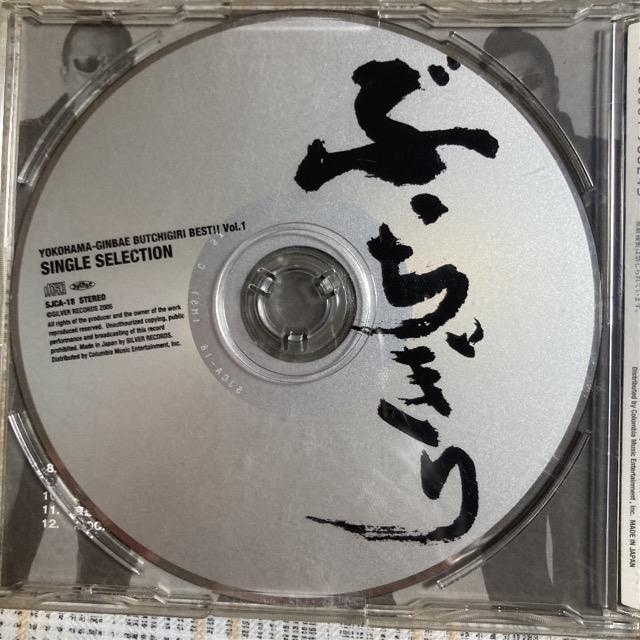 YOKOHAMA-GINBAE BUTCHIGIRI BEST!! Vol.1
SINGLE SELECTION
SJCA-18 STEREO
©SILVER RECORDS 2005
All rights of the producer and the owner of the work
reproduced reserved. Unauthorized copying, public
performance and broadcasting of this record
prohibited. Made in Japan by SILVER RECORDS.
Distributed by Columbia Music Entertainment, Inc.
ぶっちぎり
8.
11.
12.
Distributed by Columbia Music Entertainment, Inc. MADE IN JAPAN